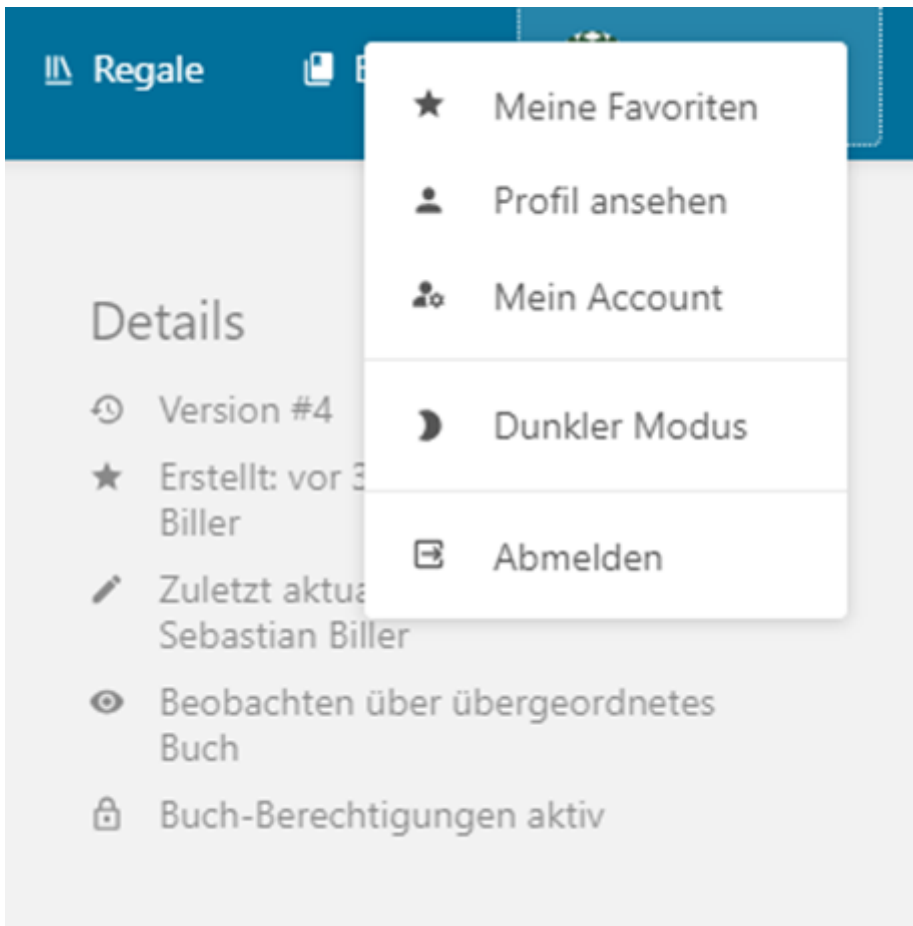 Regale
Meine Favoriten
Profil ansehen
Mein Account
Dunkler Modus
Abmelden
Details
Version #4
Erstellt: vor
Biller
Zuletzt
Sebastian Biller
Beobachten über übergeordnetes
Buch
Buch-Berechtigungen aktiv